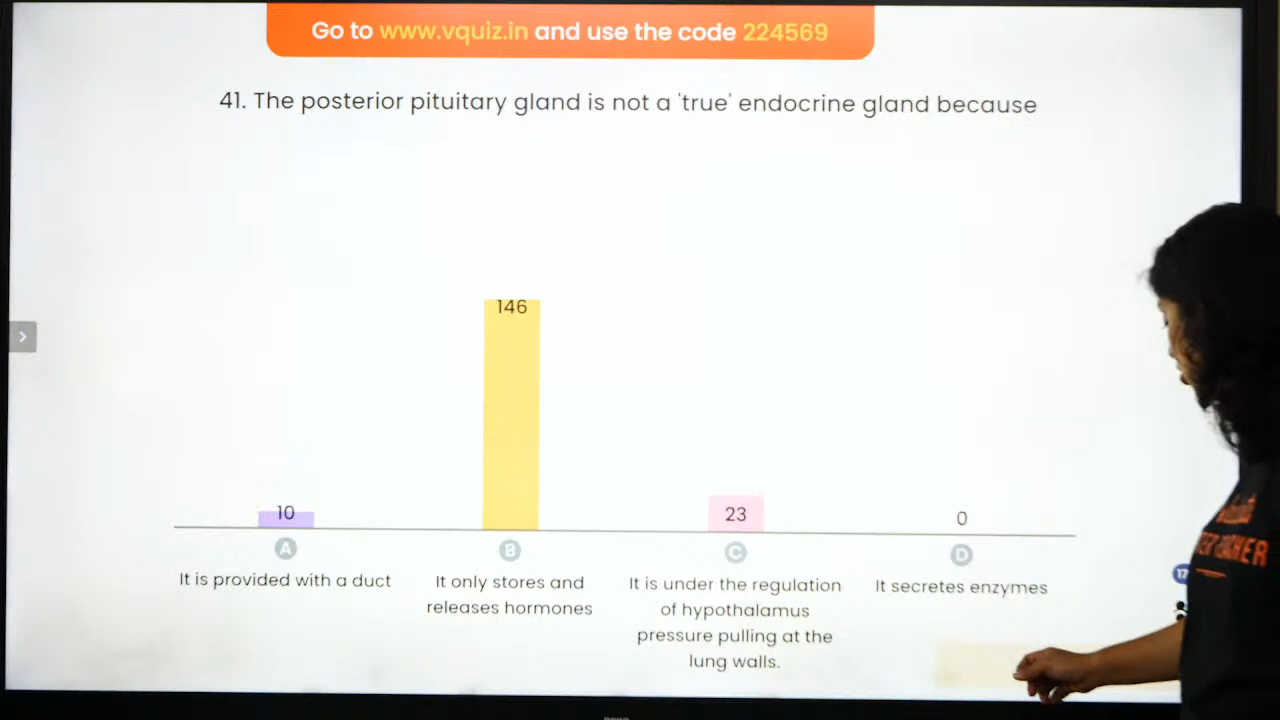 Go to www.vquiz.in and use the code 224569
41. The posterior pituitary gland is not a 'true' endocrine gland because
146
10
23
0
A
B
C
D
It is provided with a duct
It only stores and
releases hormones
It is under the regulation
of hypothalamus
pressure pulling at the
lung walls.
It secretes enzymes
17